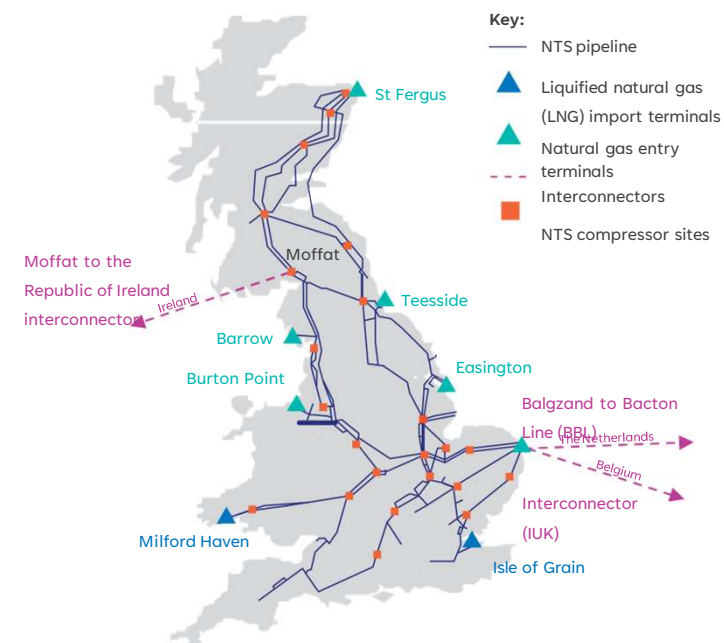 Key:
NTS pipeline
Liquified natural gas
(LNG) import terminals
Natural gas entry
terminals
Interconnectors
NTS compressor sites
St Fergus
Moffat
Moffat to the
Republic of Ireland
interconnector
Ireland
Teesside
Barrow
Easington
Burton Point
Balgzand to Bacton
Line (BBL)
The Netherlands
Belgium
Interconnector
(IUK)
Milford Haven
Isle of Grain